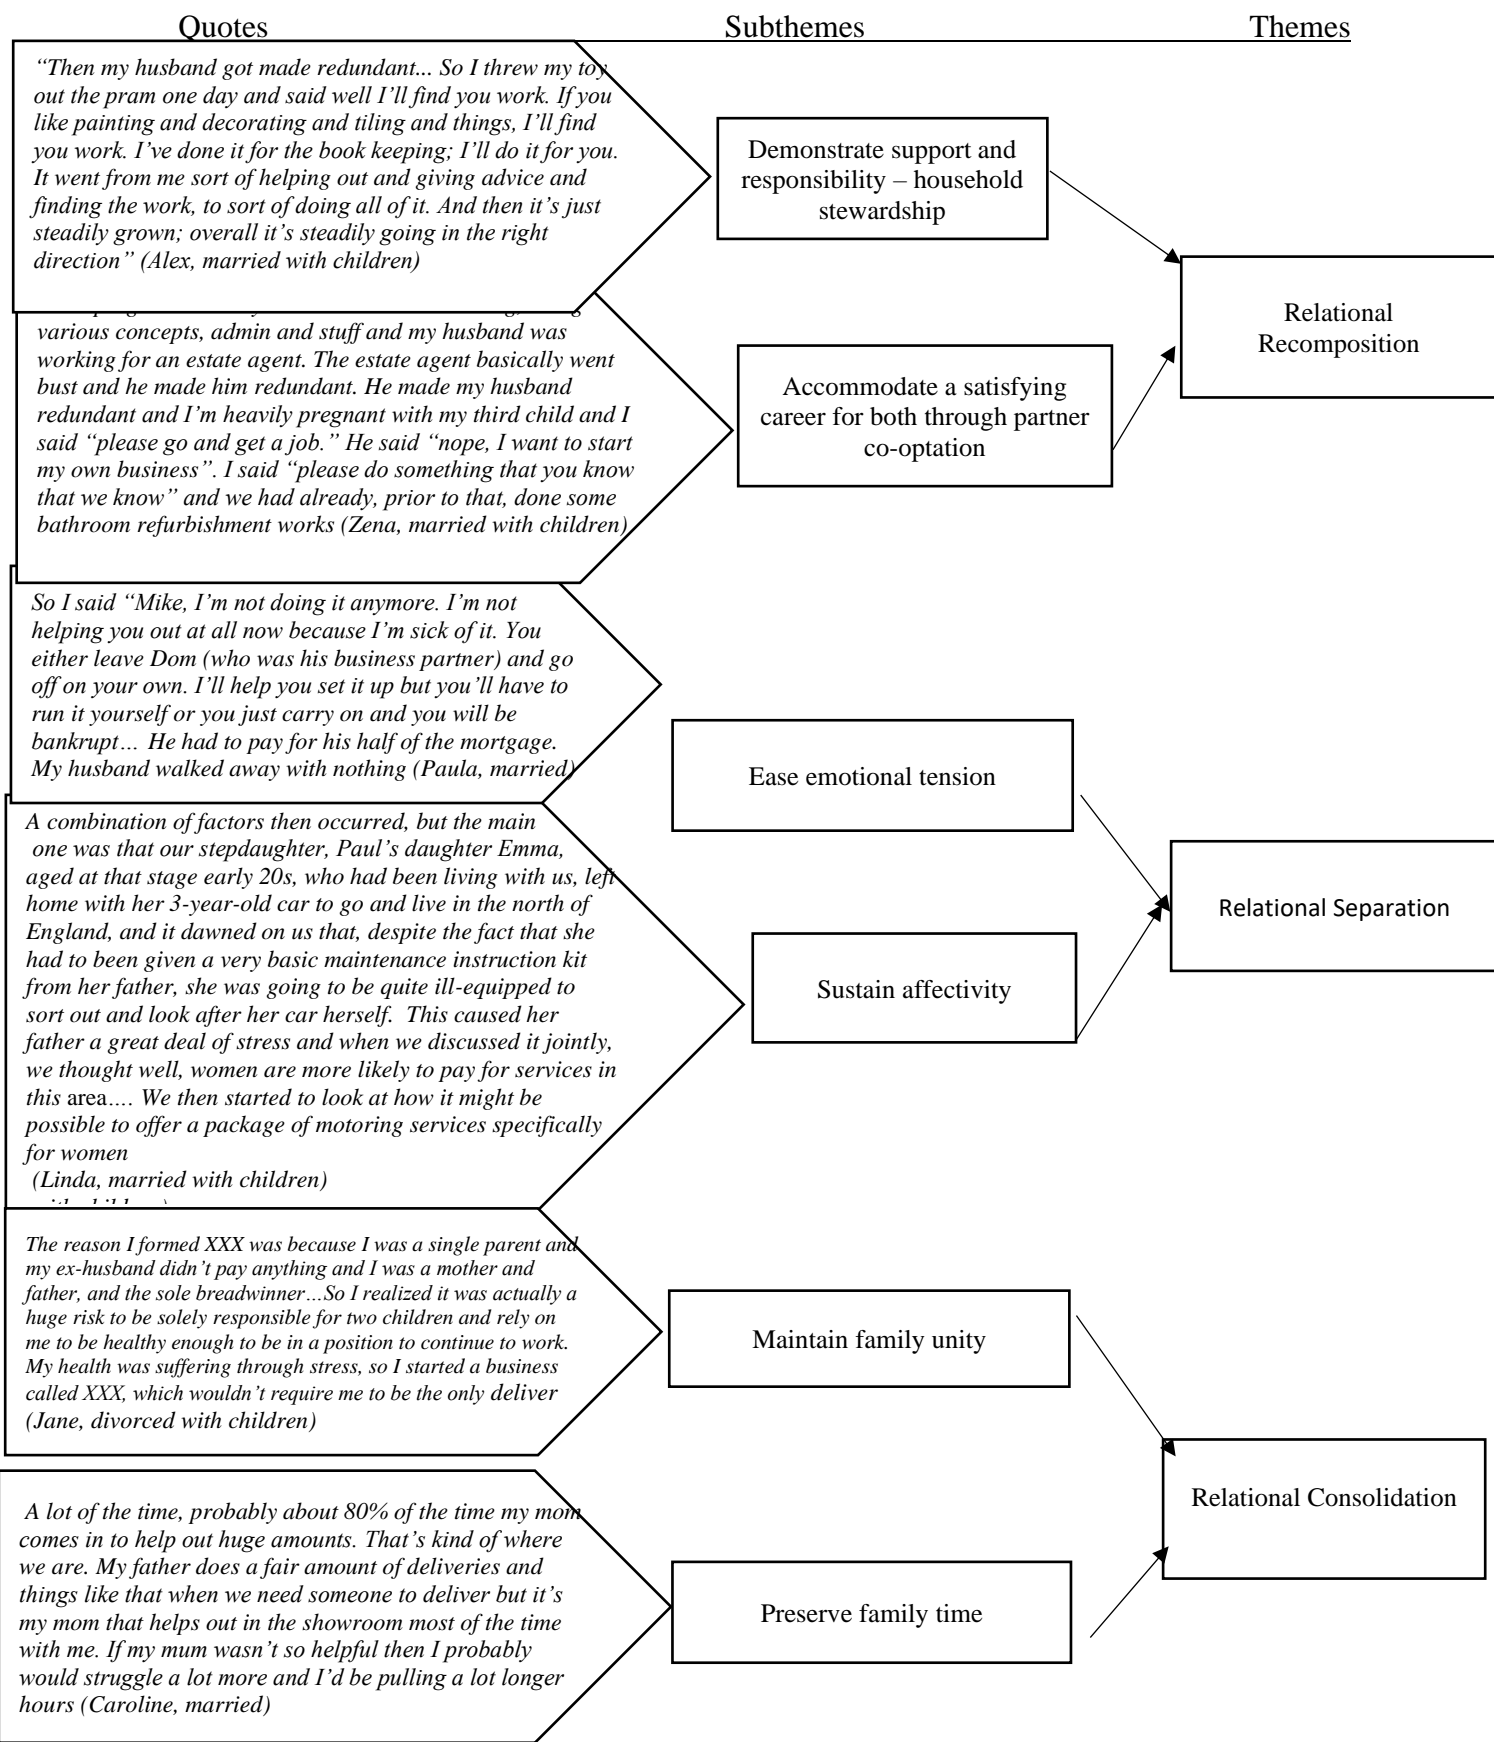 Quotes Subthemes Themes
“Then my husband got made redundant... So I threw my toy
out the pram one day and said well I’ll find you work. If you
like painting and decorating and tiling and things, I’ll find
you work. I’ve done it for the book keeping; I’ll do it for you.
It went from me sort of helping out and giving advice and
finding the work, to sort of doing all of it. And then it’s just
steadily grown; overall it’s steadily going in the right
direction” (Alex, married with children)
Demonstrate support and
responsibility – household
stewardship
Relational
Recomposition
various concepts, admin and stuff and my husband was
working for an estate agent. The estate agent basically went
bust and he made him redundant. He made my husband
redundant and I’m heavily pregnant with my third child and I
said “please go and get a job.” He said “nope, I want to start
my own business”. I said “please do something that you know
that we know” and we had already, prior to that, done some
bathroom refurbishment works (Zena, married with children)
Accommodate a satisfying
career for both through partner
co-optation
So I said “Mike, I’m not doing it anymore. I’m not
helping you out at all now because I’m sick of it. You
either leave Dom (who was his business partner) and go
off on your own. I’ll help you set it up but you’ll have to
run it yourself or you just carry on and you will be
bankrupt… He had to pay for his half of the mortgage.
My husband walked away with nothing (Paula, married)
Ease emotional tension
Relational Separation
A combination of factors then occurred, but the main
one was that our stepdaughter, Paul’s daughter Emma,
aged at that stage early 20s, who had been living with us, left
home with her 3-year-old car to go and live in the north of
England, and it dawned on us that, despite the fact that she
had to been given a very basic maintenance instruction kit
from her father, she was going to be quite ill-equipped to
sort out and look after her car herself. This caused her
father a great deal of stress and when we discussed it jointly,
we thought well, women are more likely to pay for services in
this area…. We then started to look at how it might be
possible to offer a package of motoring services specifically
for women
(Linda, married with children)
Sustain affectivity
The reason I formed XXX was because I was a single parent and
my ex-husband didn’t pay anything and I was a mother and
father, and the sole breadwinner…So I realized it was actually a
huge risk to be solely responsible for two children and rely on
me to be healthy enough to be in a position to continue to work.
My health was suffering through stress, so I started a business
called XXX, which wouldn’t require me to be the only deliver
(Jane, divorced with children)
Maintain family unity
Relational Consolidation
A lot of the time, probably about 80% of the time my mom
comes in to help out huge amounts. That’s kind of where
we are. My father does a fair amount of deliveries and
things like that when we need someone to deliver but it’s
my mom that helps out in the showroom most of the time
with me. If my mum wasn’t so helpful then I probably
would struggle a lot more and I’d be pulling a lot longer
hours (Caroline, married)
Preserve family time